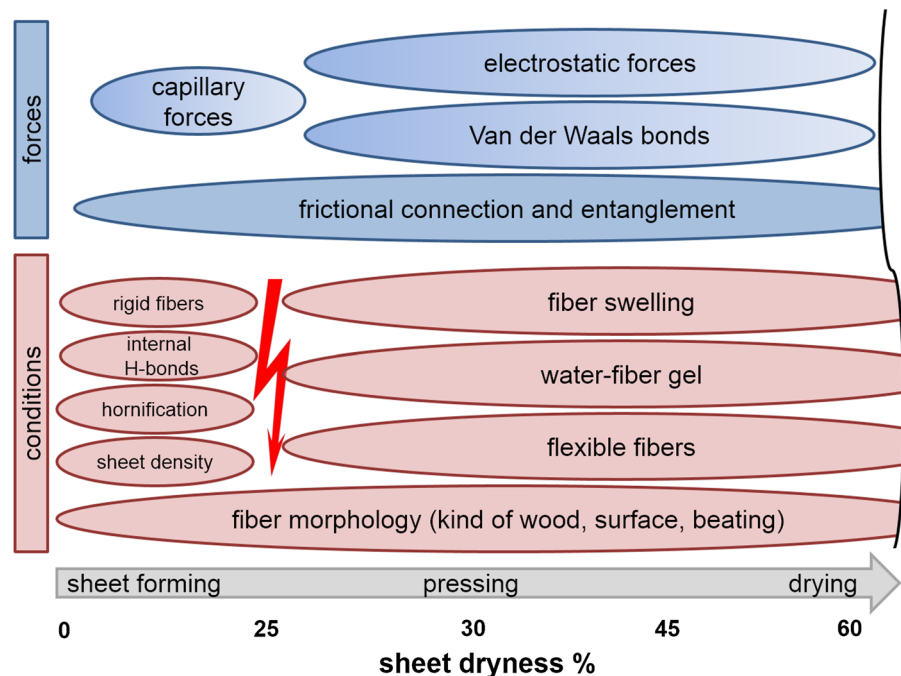 forces
capillary
forces
electrostatic forces
Van der Waals bonds
frictional connection and entanglement
conditions
rigid fibers
internal
H-bonds
hornification
sheet density
fiber swelling
water-fiber gel
flexible fibers
fiber morphology (kind of wood, surface, beating)
sheet forming pressing drying
0 25 30 45 60
sheet dryness %